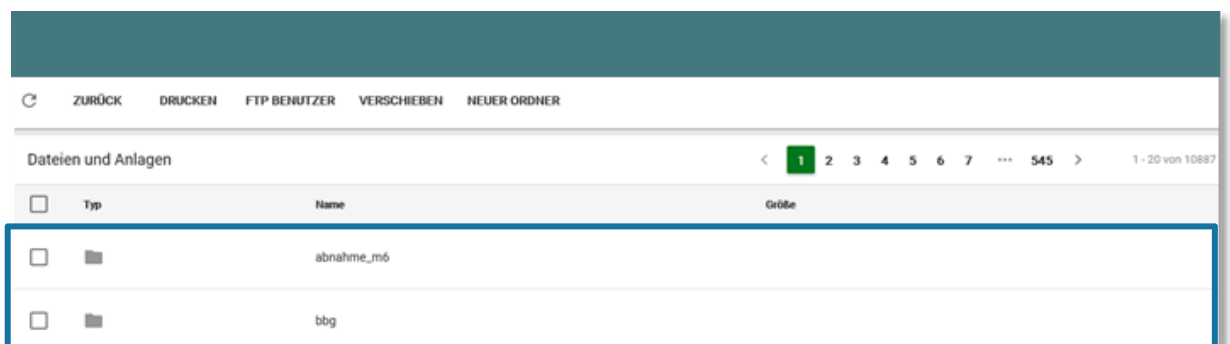 ZURÜCK DRUCKEN FTP BENUTZER VERSCHIEBEN NEUER ORDNER
Dateien und Anlagen < 1 2 3 4 5 6 7 ··· 545 > 1 - 20 von 10887
Typ Name Größe
abnahme_m6
bbg